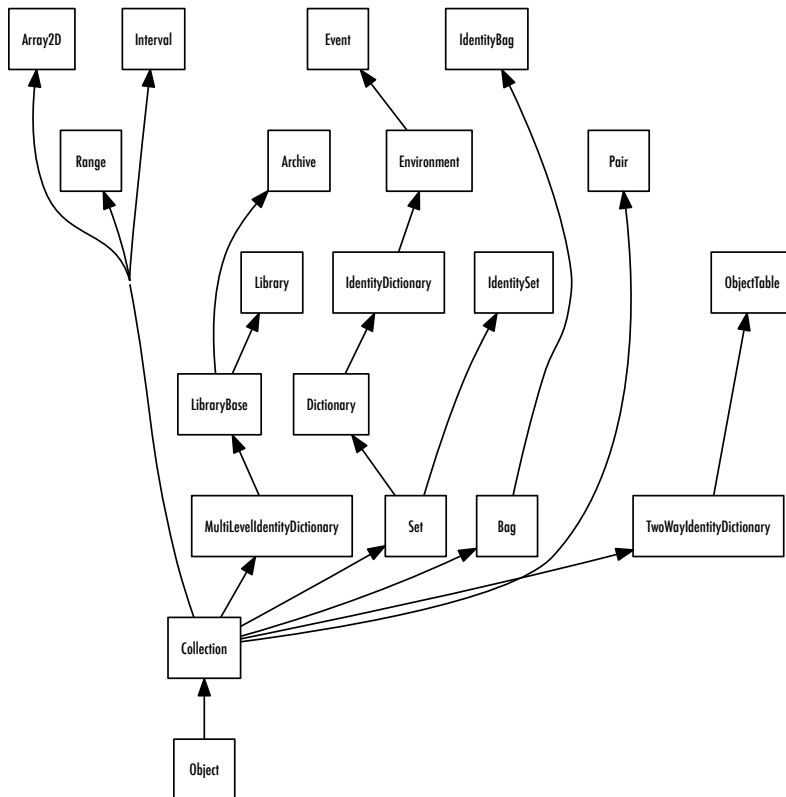 Array2D
Interval
Event
IdentityBag
Range
Archive
Environment
Pair
Library
IdentityDictionary
IdentitySet
ObjectTable
LibraryBase
Dictionary
MultiLevelIdentityDictionary
Set
Bag
TwoWayIdentityDictionary
Collection
Object